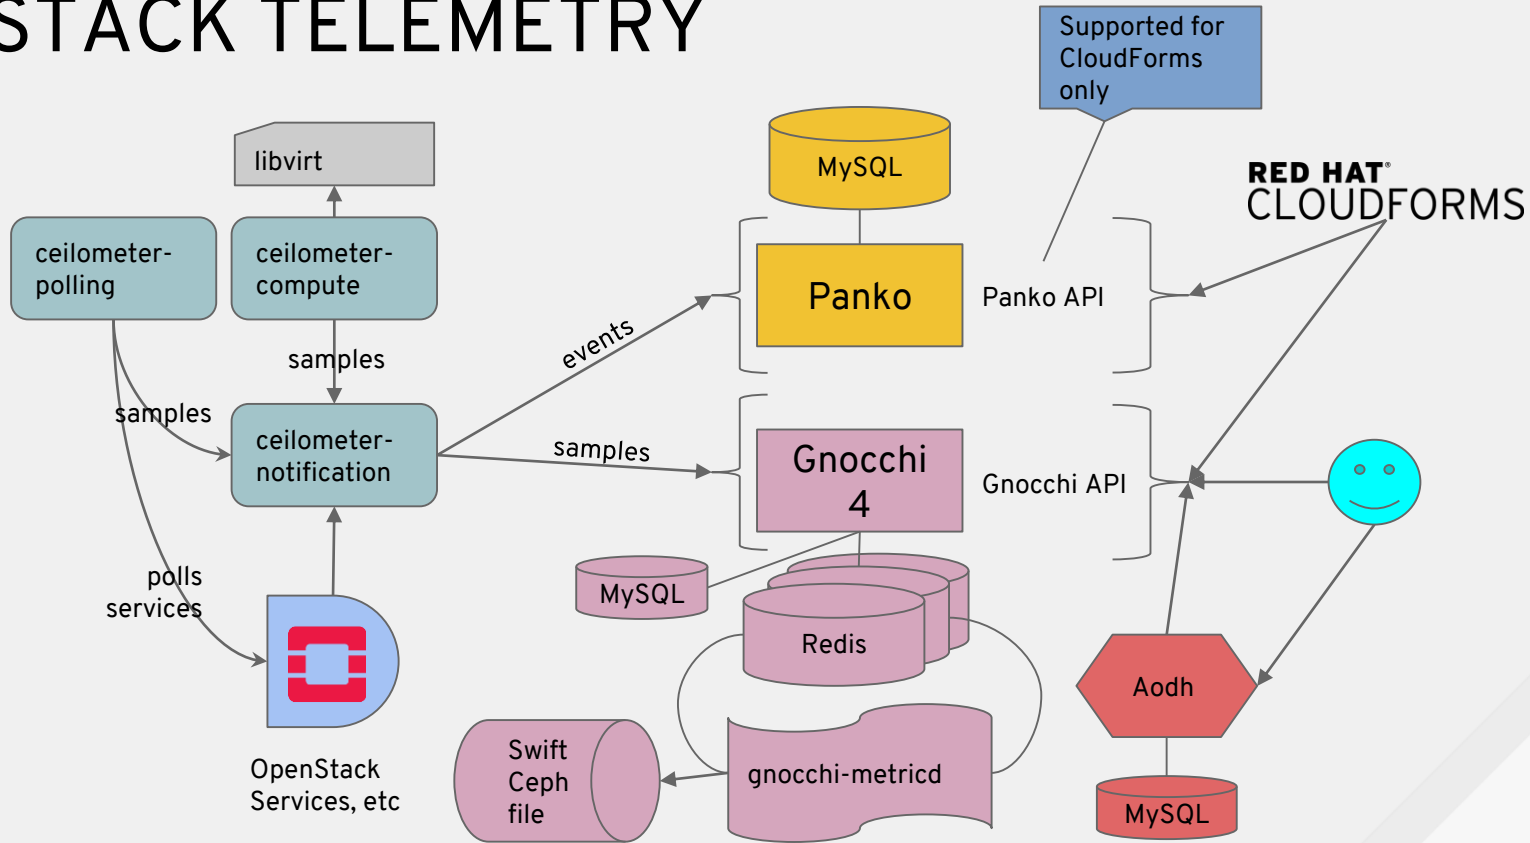 STACK TELEMETRY
Supported for
CloudForms
only
libvirt
MySQL
RED HAT®
CLOUDFORMS
ceilometer-
polling
ceilometer-
compute
Panko
Panko API
events
samples
samples
ceilometer-
notification
samples
Gnocchi
4
Gnocchi API
polls
services
MySQL
Redis
Aodh
Swift
Ceph
file
gnocchi-metricd
OpenStack
Services, etc
MySQL